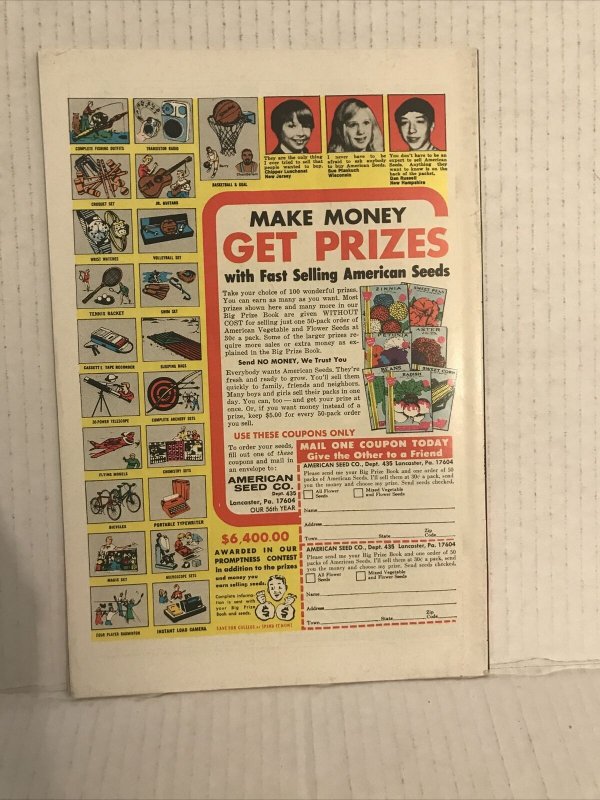 COMPLETE FISHING OUTFITS
TRANSISTOR RADIO
BASKETBALL & GOAL
CROQUET SET
JR. GUITARS
WRIST WATCHES
VOLLEYBALL SET
TENNIS RACKET
SWIM SET
CASSETTE TAPE RECORDER
SLEEPING BAGS
30 POWER TELESCOPE
COMPLETE ARCHERY SETS
FLYING MODELS
CHEMISTRY SETS
BICYCLES
PORTABLE TYPEWRITER
MAGIC SET
MICROSCOPE SETS
FOUR PLAYER BADMINTON
INSTANT LOAD CAMERA
They are the only thing
I ever tried to sell that
people wanted to buy.
Chipper Luschanat
New Jersey
I never have to be
afraid to ask anybody
to buy American Seeds.
Sue Plaskoch
Wisconsin
You don't have to be an
expert to sell American
Seeds. Anything they
want to know is on the
back of the packet.
Dan Russell
New Hampshire
MAKE MONEY
GET PRIZES
with Fast Selling American Seeds
Take your choice of 100 wonderful prizes.
You can earn as many as you want. Most
prizes shown here and many more in our
Big Prize Book are given WITHOUT
COST for selling just one 50-pack order of
American Vegetable and Flower Seeds at
50c a pack. Some of the larger prizes re-
quire more sales or extra money as ex-
plained in the Big Prize Book.
Send NO MONEY, We Trust You
Everybody wants American Seeds. They're
fresh and ready to grow. You'll sell them
quickly to family, friends and neighbors.
Many boys and girls sell their packs in one
day. You can, too — and get your prize at
once. Or, if you want money instead of a
prize, keep $5.00 for every 50-pack order
you sell.
ZINNIA
SWEET PEAS
PETUNIA
ASTER
BEANS
RADISH
SWEET CORN
USE THESE COUPONS ONLY
To order your seeds,
fill out one of these
coupons and mail in
an envelope to:
AMERICAN
SEED CO.
Dept. 435
Lancaster, Pa. 17604
OUR 56th YEAR
$6,400.00
AWARDED IN OUR
PROMPTNESS CONTEST
in addition to the prizes
and money you
earn selling seeds.
Complete informa-
tion is sent with
your Big Prize
Book and seeds.
SAVE FOR COLLEGE or SPEND IT NOW!
MAIL ONE COUPON TODAY
Give the Other to a Friend
AMERICAN SEED CO., Dept. 435 Lancaster, Pa. 17604
Please send me your Big Prize Book and one order of 50
packs of American Seeds. I'll sell them at 50c a pack, send
you the money and choose my prize. Send seeds checked.
All Flower Seeds
Mixed Vegetable and Flower Seeds
Name
Address
Town State Zip Code
AMERICAN SEED CO., Dept. 435 Lancaster, Pa. 17604
Please send me your Big Prize Book and one order of 50
packs of American Seeds. I'll sell them at 50c a pack, send
you the money and choose my prize. Send seeds checked.
All Flower Seeds
Mixed Vegetable and Flower Seeds
Name
Address
Town State Zip Code